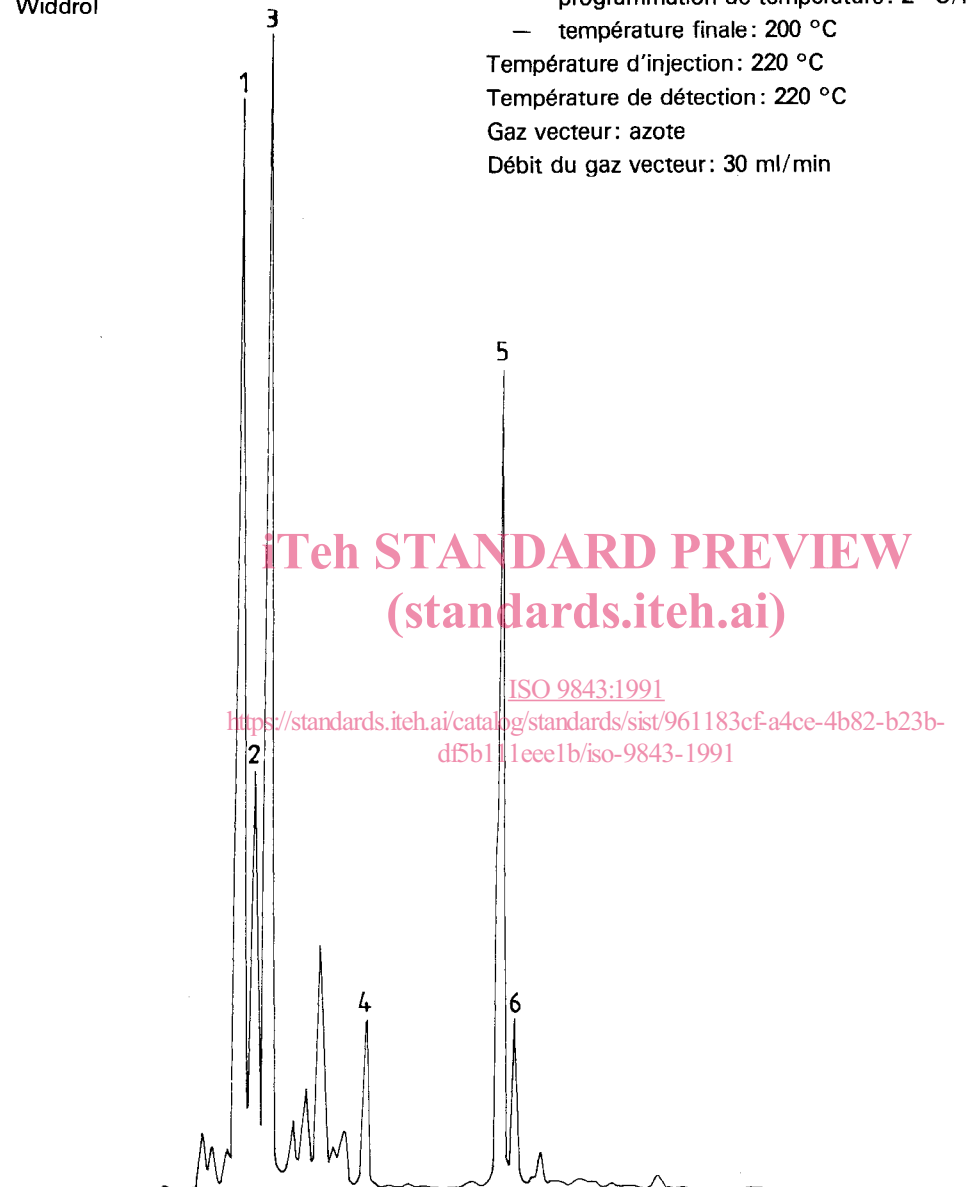 Widdrol
température finale: 200 °C
Température d'injection: 220 °C
Température de détection: 220 °C
Gaz vecteur: azote
Débit du gaz vecteur: 30 ml/min
3
1
5
iTeh STANDARD PREVIEW
(standards.iteh.ai)
ISO 9843:1991
https://standards.iteh.ai/catalog/standards/sist/961183cf-a4ce-4b82-b23b-
df5b111eee1b/iso-9843-1991
2
4
6